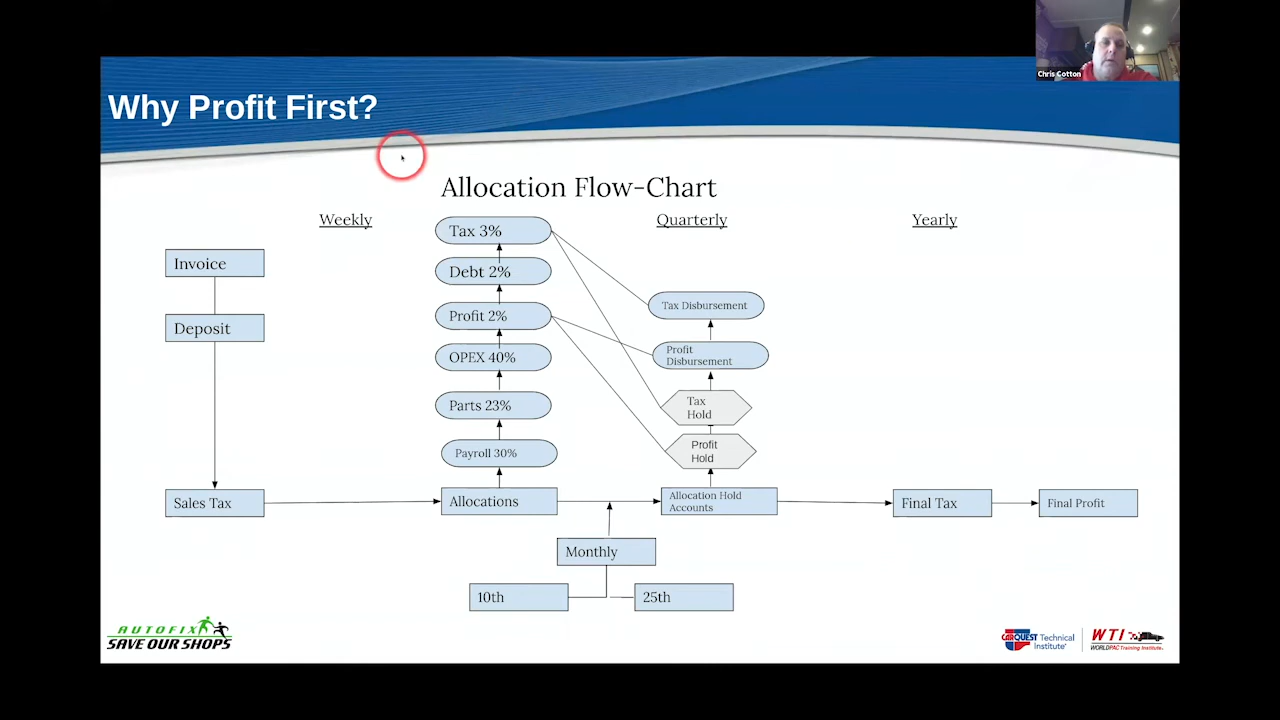 Chris Cotton
Why Profit First?
Allocation Flow-Chart
Weekly
Quarterly
Yearly
Tax 3%
Invoice
Debt 2%
Tax Disbursement
Profit 2%
Deposit
Profit
Disbursement
OPEX 40%
Tax
Hold
Parts 23%
Profit
Hold
Payroll 30%
Sales Tax
Allocations
Allocation Hold
Accounts
Final Tax
Final Profit
Monthly
10th
25th
AUTOFIX
SAVE OUR SHOPS
CARQUEST Technical
Institute
WTI
WORLDPAC Training Institute.